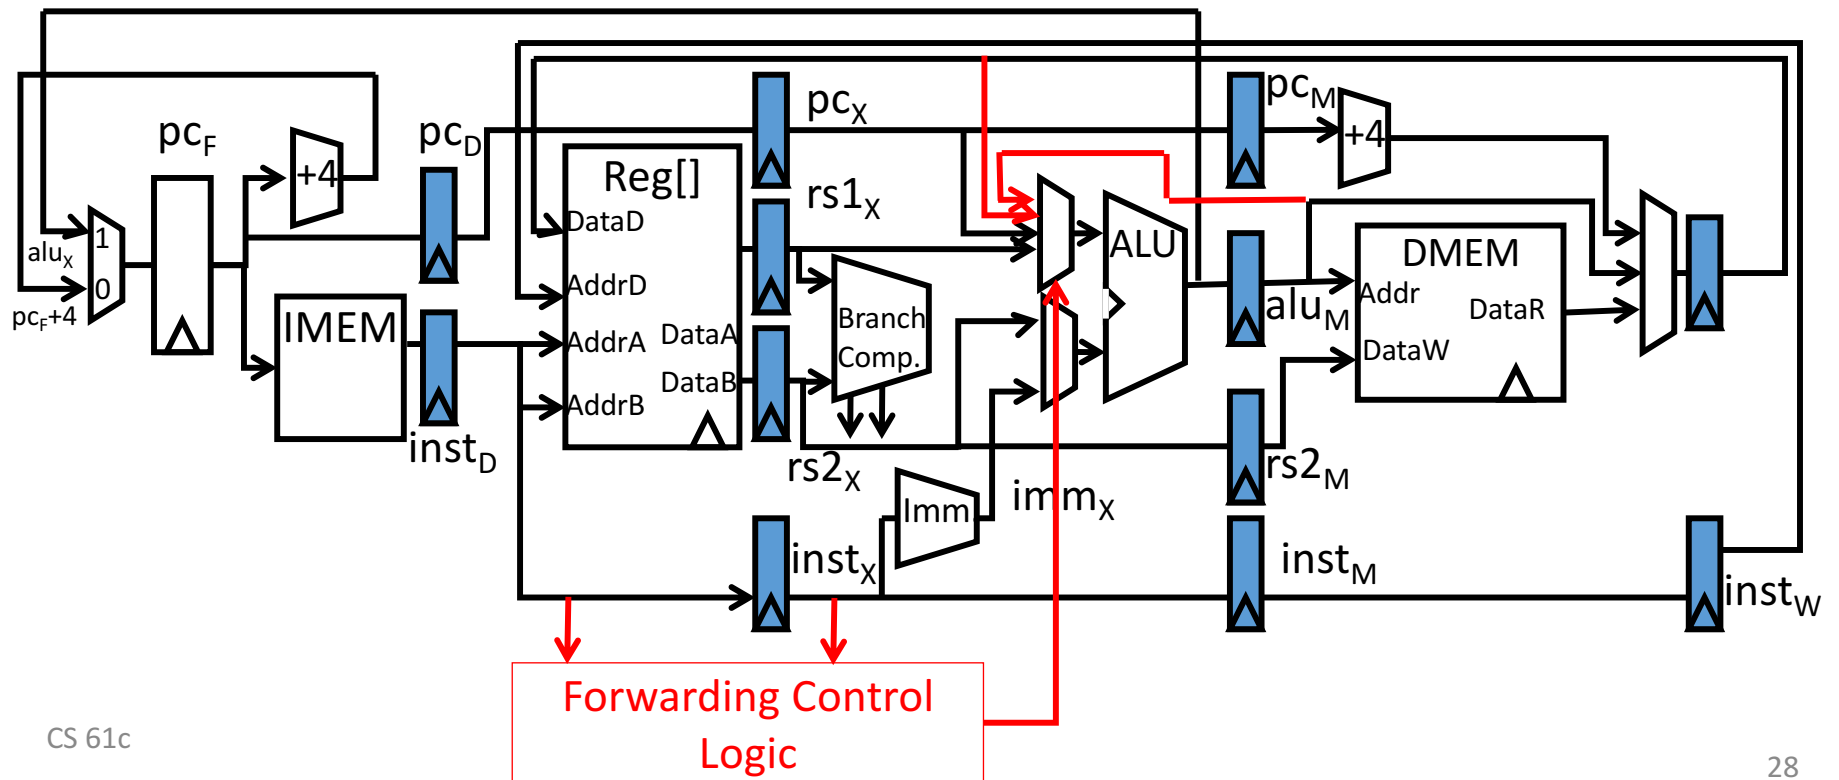 pcF
+4
pcD
1
aluX
0
pcF+4
IMEM
instD
Reg[]
DataD
AddrD
AddrA
DataA
DataB
AddrB
pcX
rs1X
Branch
Comp.
rs2X
Imm.
immX
instX
ALU
pcM
+4
aluM
rs2M
instM
DMEM
Addr
DataR
DataW
instW
Forwarding Control
Logic
CS 61c
28